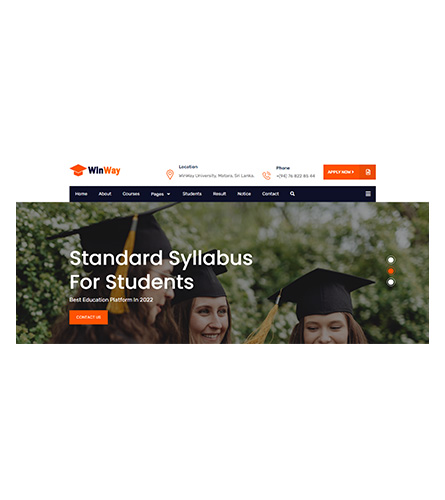 WinWay
Location
WinWay University, Matara, Sri Lanka.
Phone
+(94) 76 822 86 44
APPLY NOW !
Home About Courses Pages Students Result Notice Contact
Standard Syllabus
For Students
Best Education Platform In 2022
CONTACT US